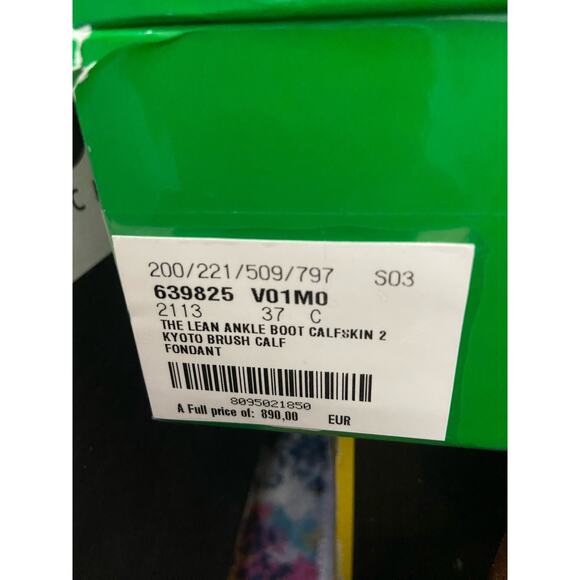 200/221/509/797 S03
639825 V01M0
2113 37 C
THE LEAN ANKLE BOOT CALFSKIN 2
KYOTO BRUSH CALF
FONDANT
8095021850
A Full price of: 890,00 EUR